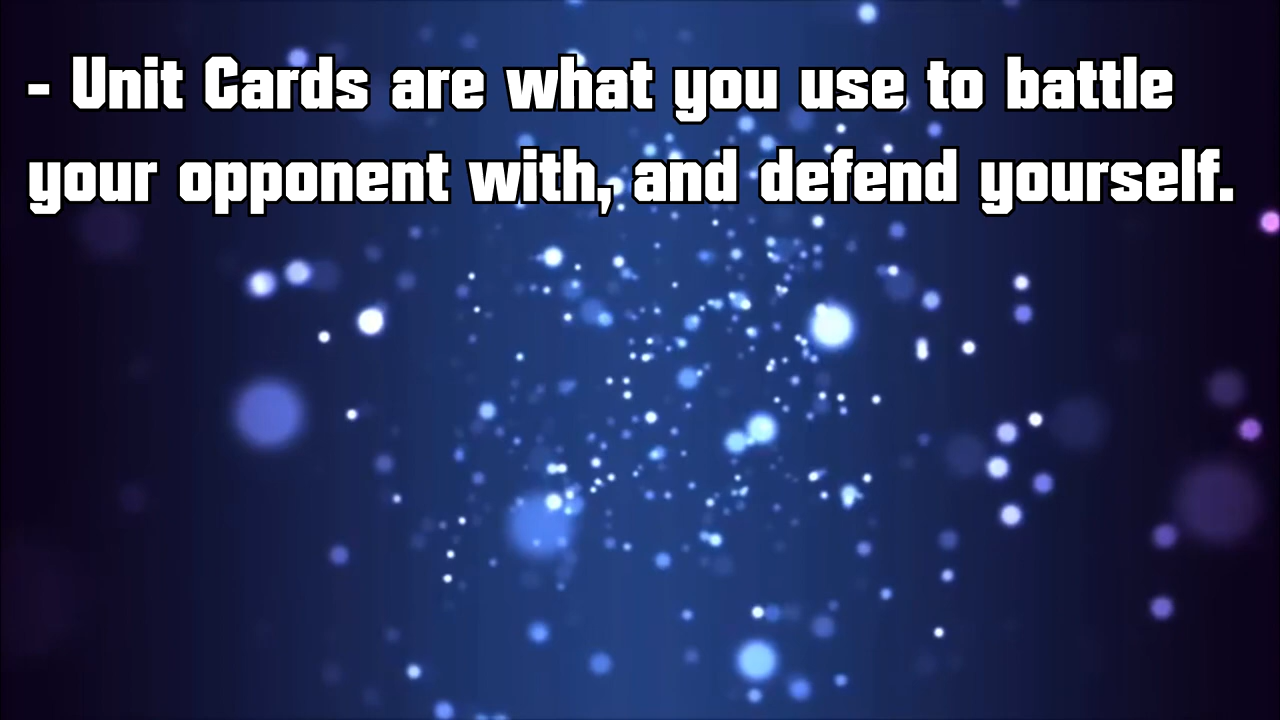 - Unit Cards are what you use to battle
your opponent with, and defend yourself.